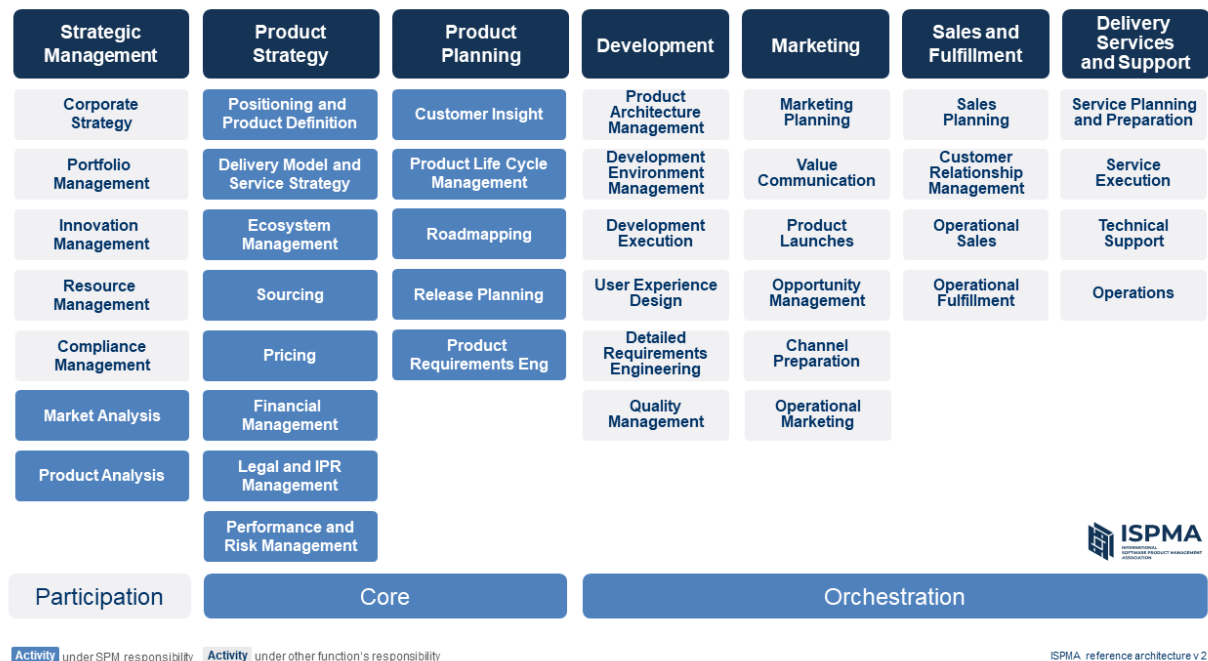 Strategic
Management
Corporate
Strategy
Portfolio
Management
Innovation
Management
Resource
Management
Compliance
Management
Market Analysis
Product Analysis
Product
Strategy
Positioning and
Product Definition
Delivery Model and
Service Strategy
Ecosystem
Management
Sourcing
Pricing
Financial
Management
Legal and IPR
Management
Performance and
Risk Management
Product
Planning
Customer Insight
Product Life Cycle
Management
Roadmapping
Release Planning
Product
Requirements Eng
Development
Product
Architecture
Management
Development
Environment
Management
Development
Execution
User Experience
Design
Detailed
Requirements
Engineering
Quality
Management
Marketing
Marketing
Planning
Value
Communication
Product
Launches
Opportunity
Management
Channel
Preparation
Operational
Marketing
Sales and
Fulfillment
Sales
Planning
Customer
Relationship
Management
Operational
Sales
Operational
Fulfillment
Delivery
Services
and Support
Service Planning
and Preparation
Service
Execution
Technical
Support
Operations
ISPMA
INTERNATIONAL
SOFTWARE PRODUCT MANAGEMENT
ASSOCIATION
Participation
Core
Orchestration
Activity under SPM responsibility
Activity under other function's responsibility
ISPMA reference architecture v 2